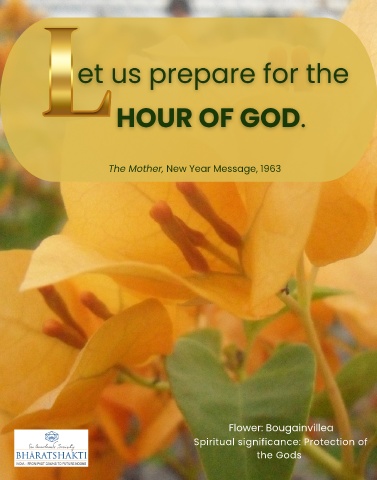 Let us prepare for the
HOUR OF GOD.
The Mother, New Year Message, 1963
Flower: Bougainvillea
Spiritual significance: Protection of
the Gods
BHARATSHAKTI